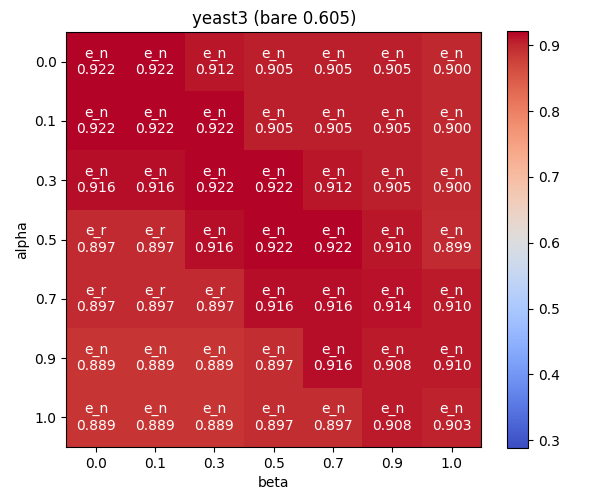 yeast3 (bare 0.605)
0.0 e_n e_n e_n e_n e_n e_n e_n
0.922 0.922 0.912 0.905 0.905 0.905 0.900
0.1 e_n e_n e_n e_n e_n e_n e_n
0.922 0.922 0.922 0.905 0.905 0.905 0.900
0.3 e_n e_n e_n e_n e_n e_n e_n
0.916 0.916 0.922 0.922 0.912 0.905 0.900
0.5 e_r e_r e_n e_n e_n e_n e_n
0.897 0.897 0.916 0.922 0.922 0.910 0.899
0.7 e_r e_r e_r e_n e_n e_n e_n
0.897 0.897 0.897 0.916 0.916 0.914 0.910
0.9 e_n e_n e_n e_n e_n e_n e_n
0.889 0.889 0.889 0.897 0.916 0.908 0.910
1.0 e_n e_n e_n e_n e_n e_n e_n
0.889 0.889 0.889 0.897 0.897 0.908 0.903
0.0 0.1 0.3 0.5 0.7 0.9 1.0
beta
alpha
0.9
0.8
0.7
0.6
0.5
0.4
0.3